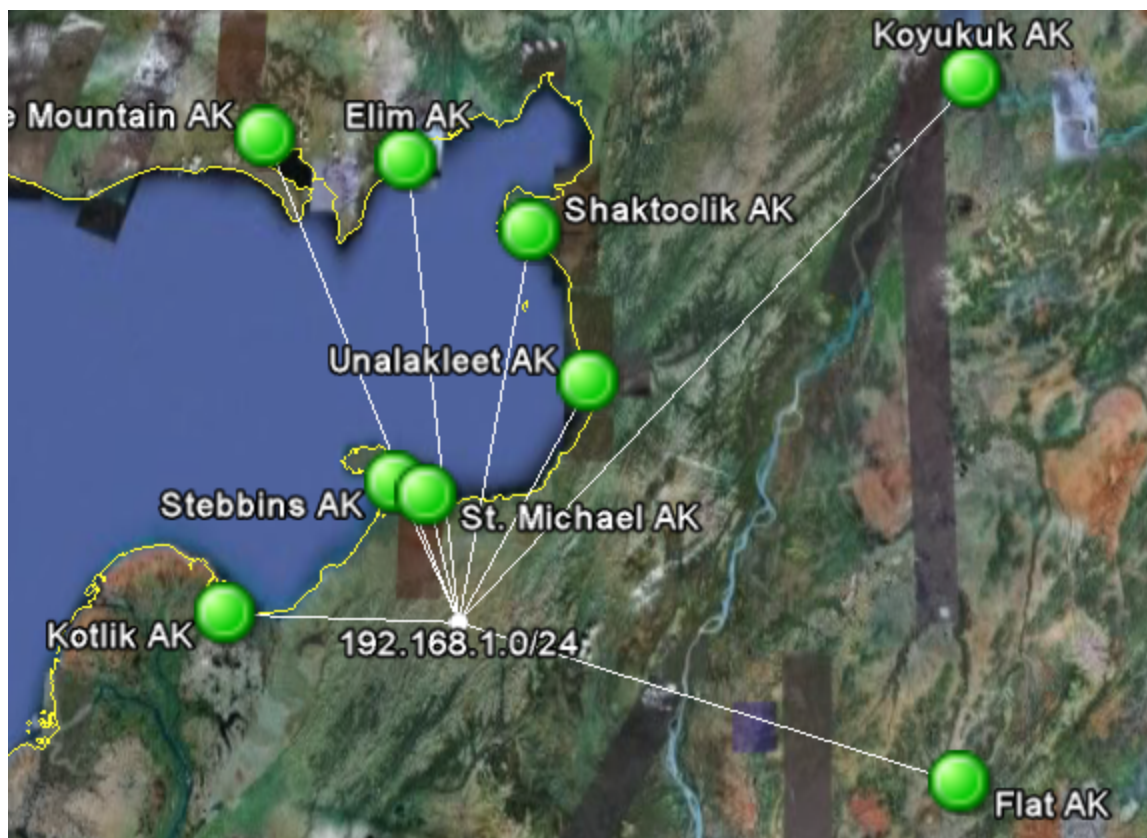 Koyukuk AK
e Mountain AK
Elim AK
Shaktoolik AK
Unalakleet AK
Stebbins AK
St. Michael AK
Kotlik AK
192.168.1.0/24
Flat AK